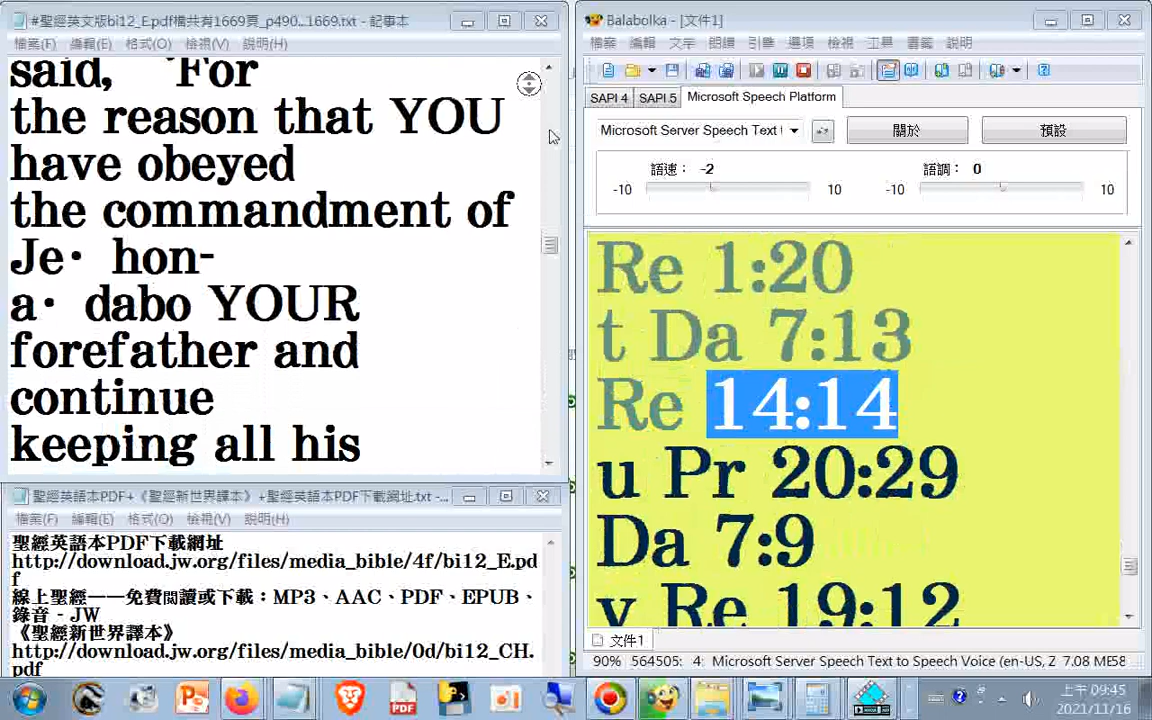 #聖經英文版bi12_E.pdf橫共有1669頁_p490..1669.txt - 記事本
檔案(F) 編輯(E) 格式(O) 檢視(V) 說明(H)
said, "For
the reason that YOU
have obeyed
the commandment of
Je· hon-
a· dabo YOUR
forefather and
continue
keeping all his
聖經英語本PDF+《聖經新世界譯本》+聖經英語本PDF下載網址.txt -...
檔案(F) 編輯(E) 格式(O) 檢視(V) 說明(H)
聖經英語本PDF下載網址
http://download.jw.org/files/media_bible/4f/bi12_E.pd
f
線上聖經——免費閱讀或下載：MP3、AAC、PDF、EPUB、
錄音 - JW
《聖經新世界譯本》
http://download.jw.org/files/media_bible/0d/bi12_CH.
pdf
Balabolka - [文件1]
檔案 編輯 文字 朗讀 引擎 選項 檢視 工具 書籤 說明
SAPI 4 SAPI 5 Microsoft Speech Platform
Microsoft Server Speech Text 關於 預設
語速： -2 語調： 0
-10 10 -10 10
Re 1:20
t Da 7:13
Re 14:14
u Pr 20:29
Da 7:9
v Re 19:12
文件1
90% 564505: 4: Microsoft Server Speech Text to Speech Voice (en-US, Z 7.08 ME58
PDF
上午 09:45
2021/11/16